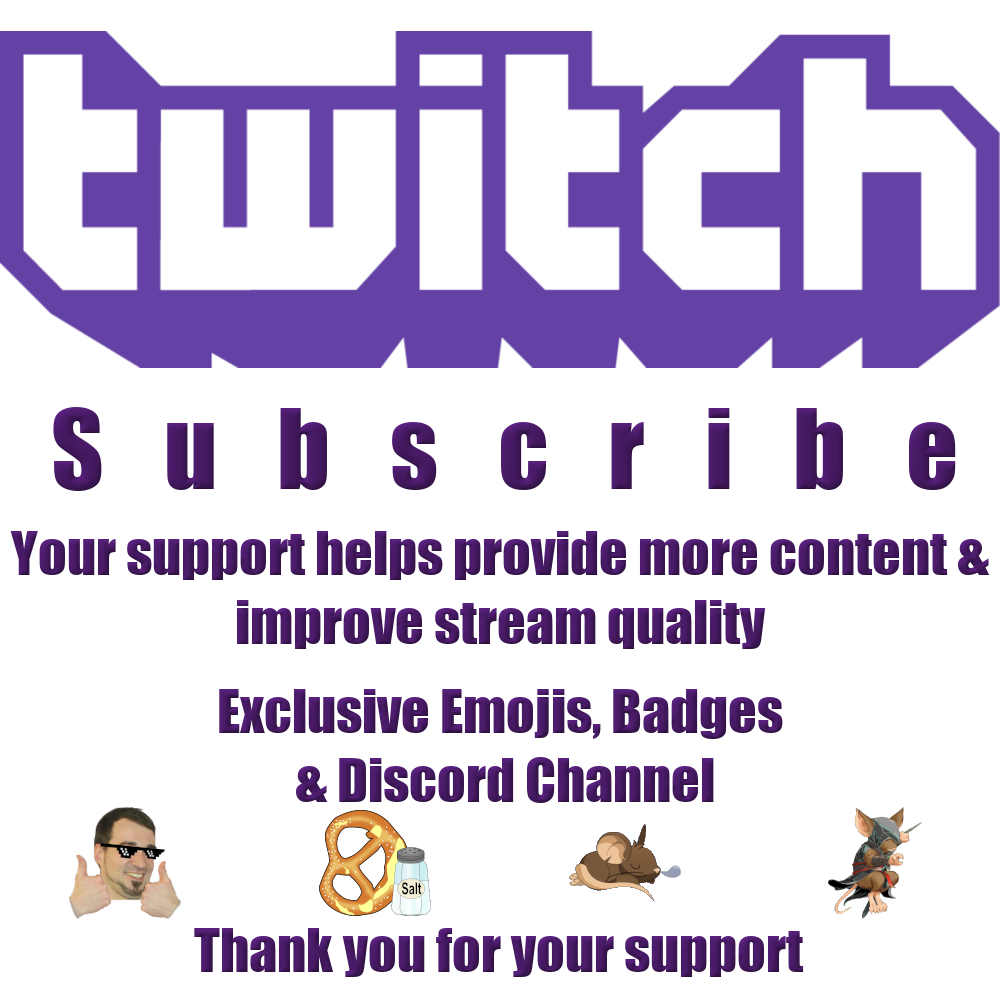 twitch
Subscribe
Your support helps provide more content &
improve stream quality
Exclusive Emojis, Badges
& Discord Channel
Salt
Thank you for your support